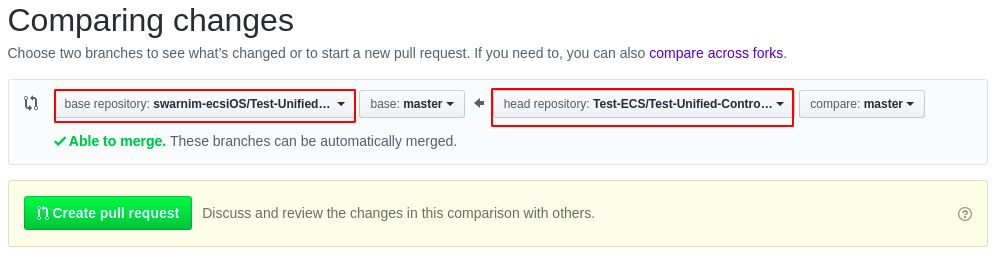 Comparing changes
Choose two branches to see what's changed or to start a new pull request. If you need to, you can also compare across forks.
base repository: swarnim-ecsiOS/Test-Unified... base: master head repository: Test-ECS/Test-Unified-Contro... compare: master
Able to merge. These branches can be automatically merged.
Create pull request Discuss and review the changes in this comparison with others.